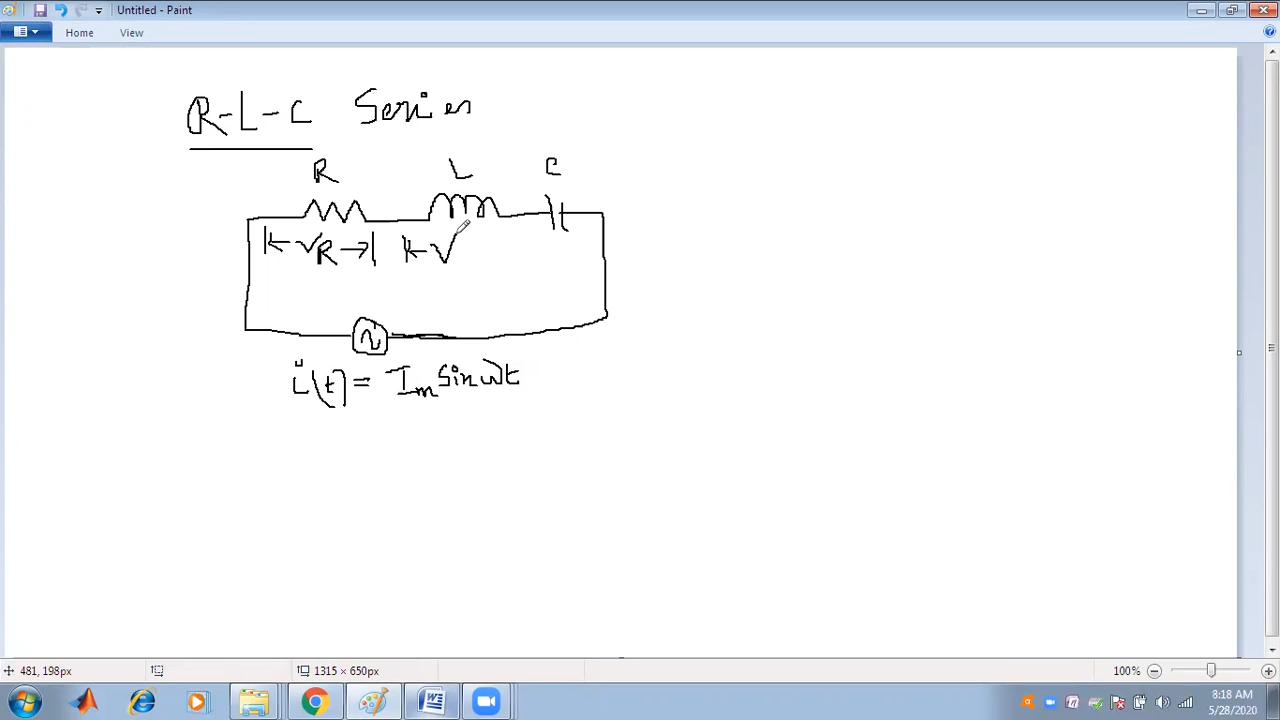 Untitled - Paint
Home View
R-L-C Series
R L C
VR V
i(t) = Im Sin ωt
481, 198px 1315 × 650px 100%
8:18 AM
5/28/2020